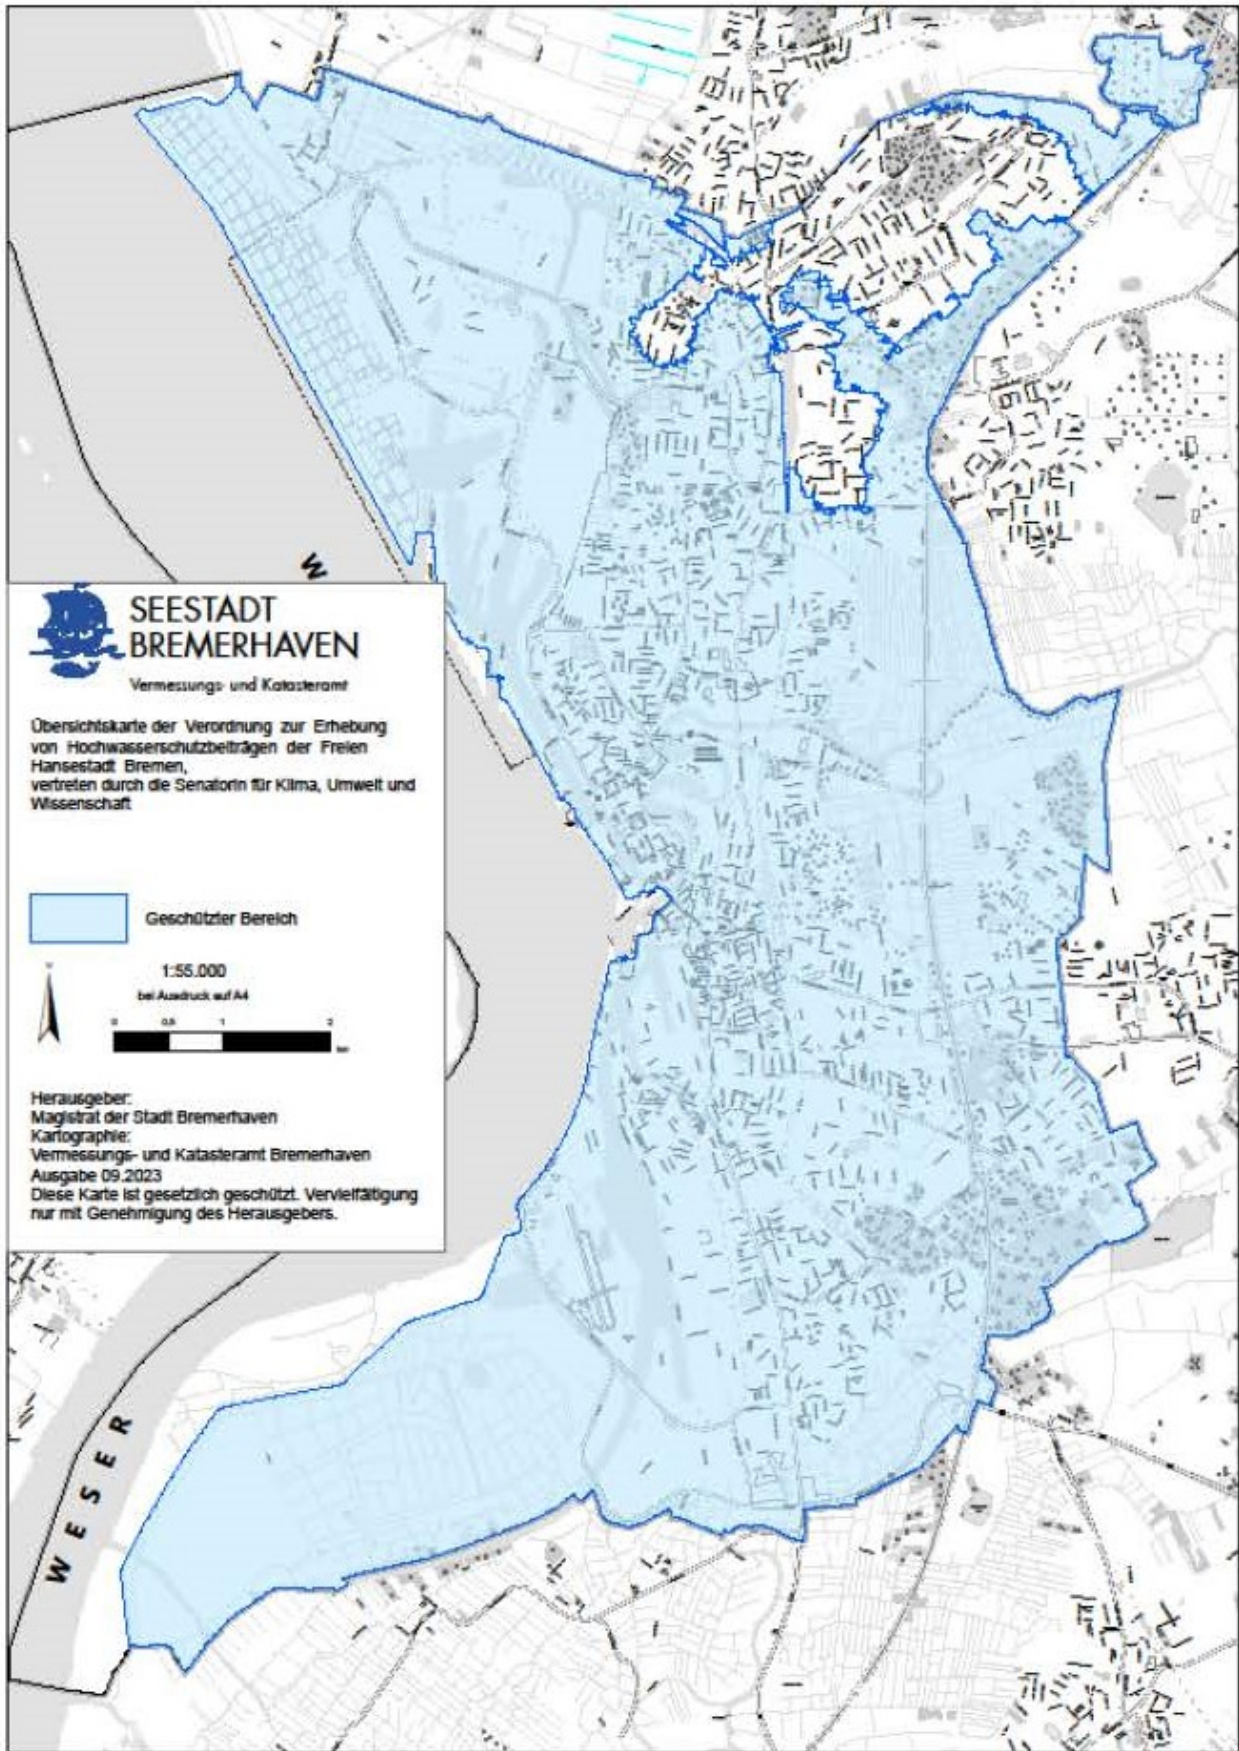 W
SEESTADT
BREMERHAVEN
Vermessungs- und Katasteramt
Übersichtskarte der Verordnung zur Erhebung
von Hochwasserschutzbeiträgen der Freien
Hansestadt Bremen,
vertreten durch die Senatorin für Klima, Umwelt und
Wissenschaft
Geschützter Bereich
1:55.000
bei Ausdruck auf A4
0 0,5 1 2
km
Herausgeber:
Magistrat der Stadt Bremerhaven
Kartographie:
Vermessungs- und Katasteramt Bremerhaven
Ausgabe 09.2023
Diese Karte ist gesetzlich geschützt. Vervielfältigung
nur mit Genehmigung des Herausgebers.
WESER